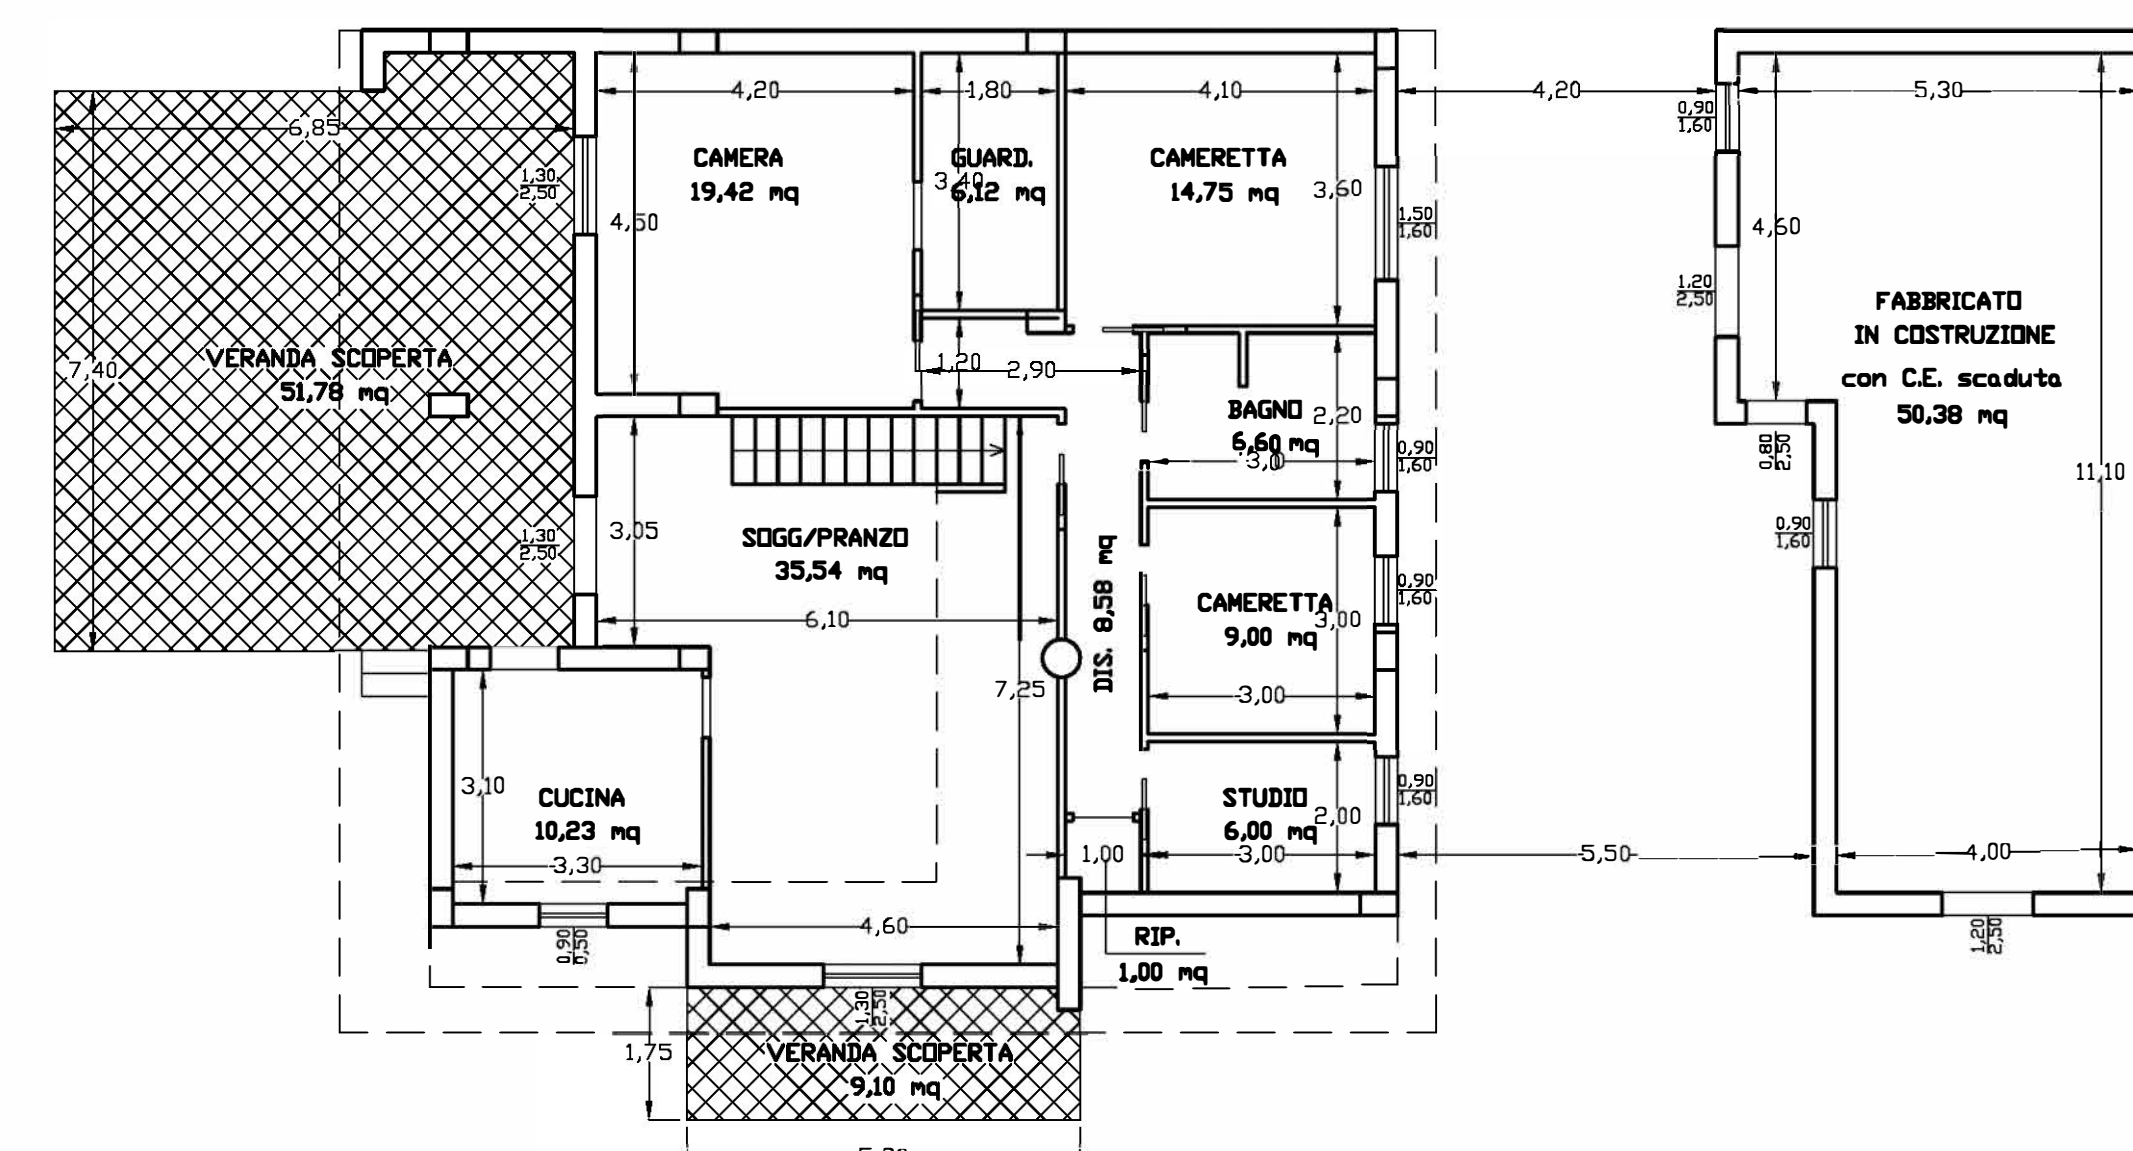 4,20
1,80
4,10
4,20
5,30
0,90
1,60
6,85
CAMERA
19,42 mq
GUARD.
6,12 mq
3,40
CAMERETTA
14,75 mq
3,60
1,30
2,50
4,50
1,50
1,60
4,60
1,20
2,50
FABBRICATO
IN COSTRUZIONE
con C.E. scaduta
50,38 mq
VERANDA SCOPERTA
51,78 mq
7,40
1,20
2,90
BAGNO
6,60 mq
2,20
3,0
0,90
1,60
0,80
2,50
11,10
1,30
2,50
3,05
SOGG/PRANZO
35,54 mq
6,10
DIS. 8,58 mq
CAMERETTA
9,00 mq
3,00
3,00
0,90
1,60
0,90
1,60
7,25
3,10
CUCINA
10,23 mq
3,30
STUDIO
6,00 mq
2,00
3,00
1,00
0,90
1,60
5,50
4,00
4,60
0,90
0,50
RIP.
1,00 mq
1,20
2,50
1,30
2,50
1,75
VERANDA SCOPERTA
9,10 mq